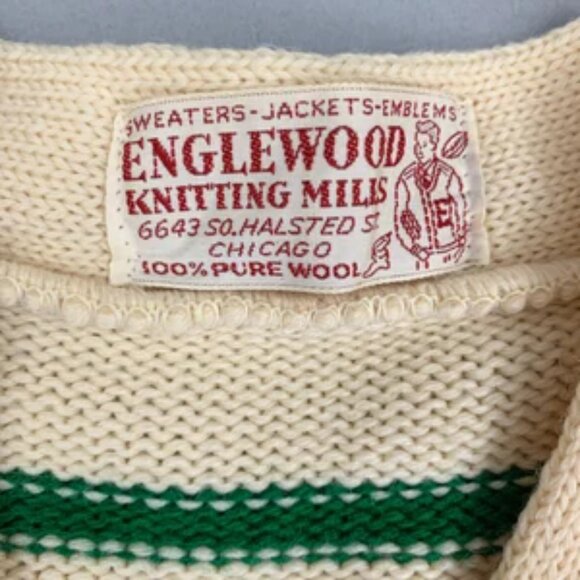 SWEATERS-JACKETS-EMBLEMS
ENGLEWOOD
KNITTING MILLS
6643 SO. HALSTED ST.
CHICAGO
100% PURE WOOL
E